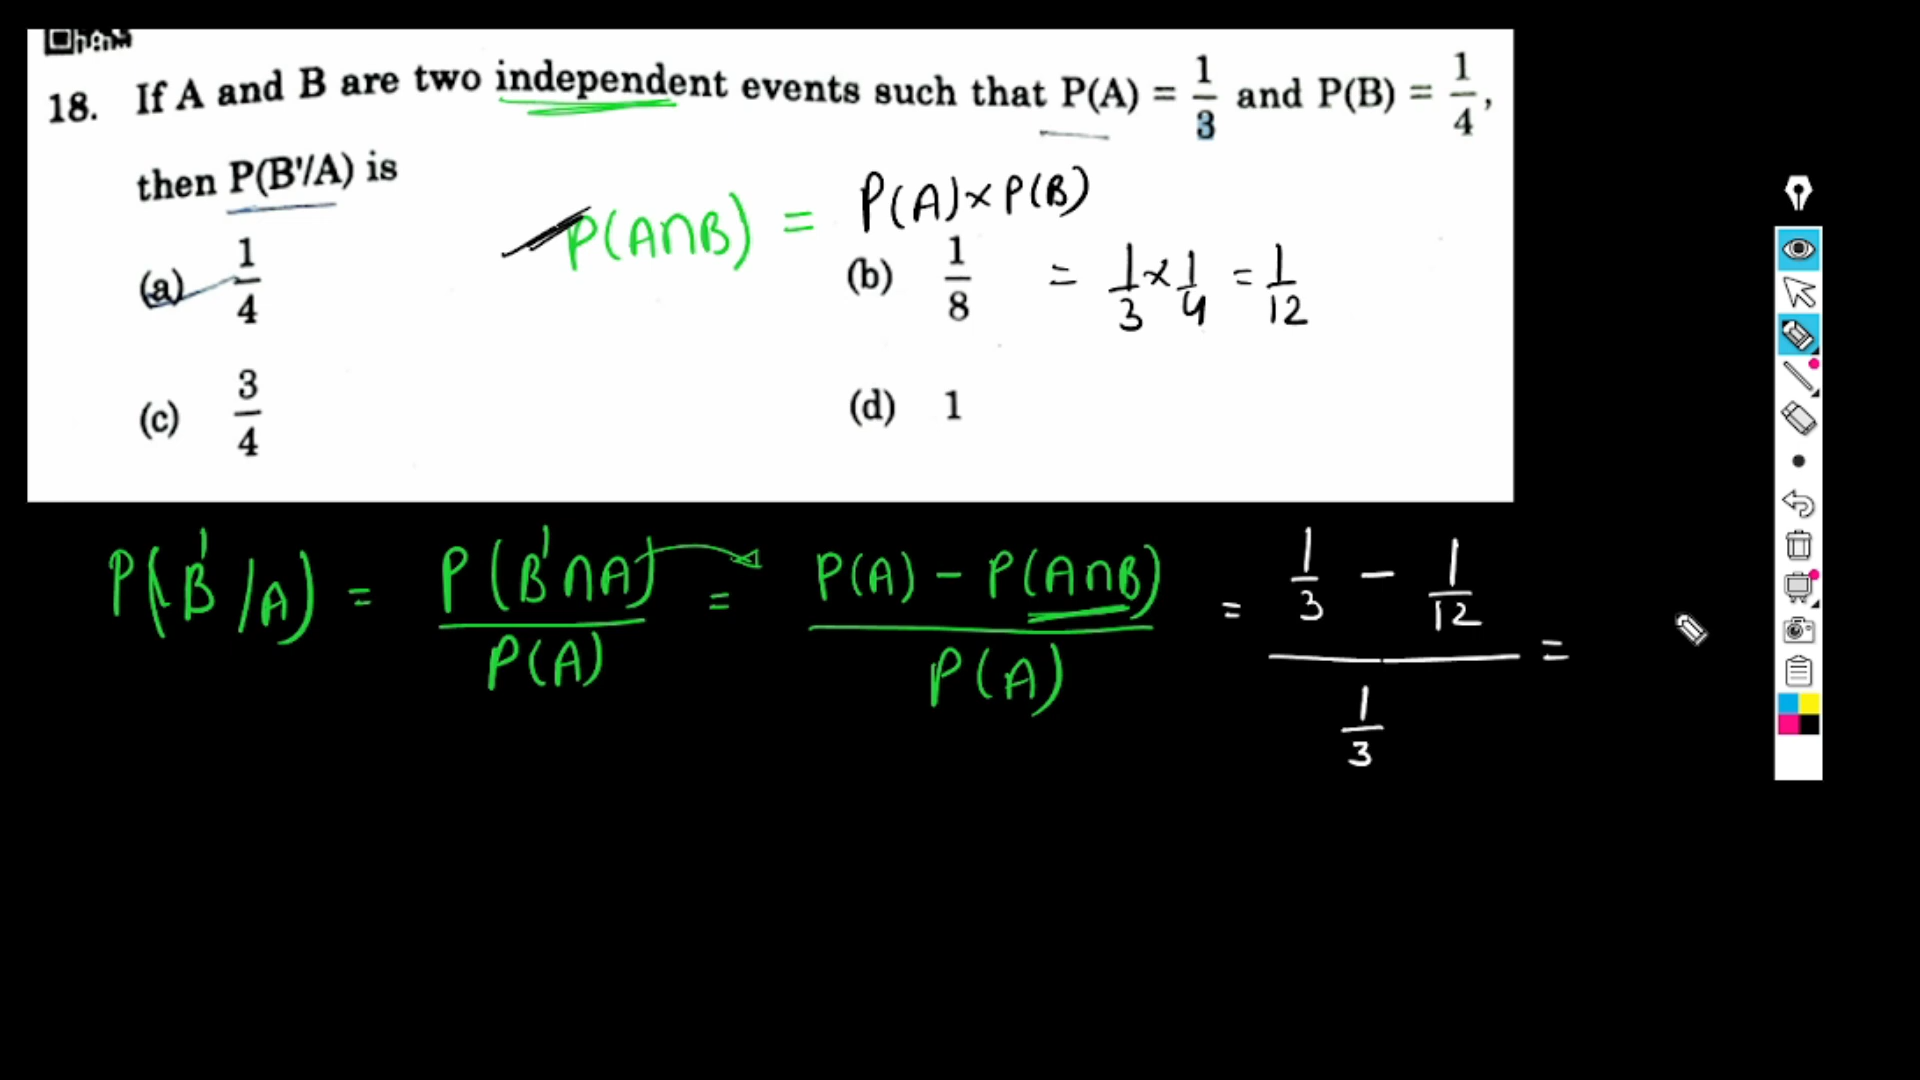 18. If A and B are two independent events such that P(A) = 1/3 and P(B) = 1/4,
then P(B'/A) is
P(A∩B) = P(A)×P(B)
= 1/3 × 1/4 = 1/12
(a) 1/4
(b) 1/8
(c) 3/4
(d) 1
P(B'/A) = P(B'∩A)/P(A) = P(A) - P(A∩B)/P(A) = 1/3 - 1/12 / 1/3 =